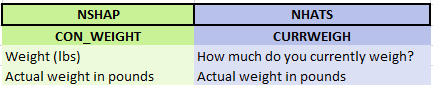 NSHAP NHATS
CON_WEIGHT CURRWEIGH
Weight (lbs) How much do you currently weigh?
Actual weight in pounds Actual weight in pounds